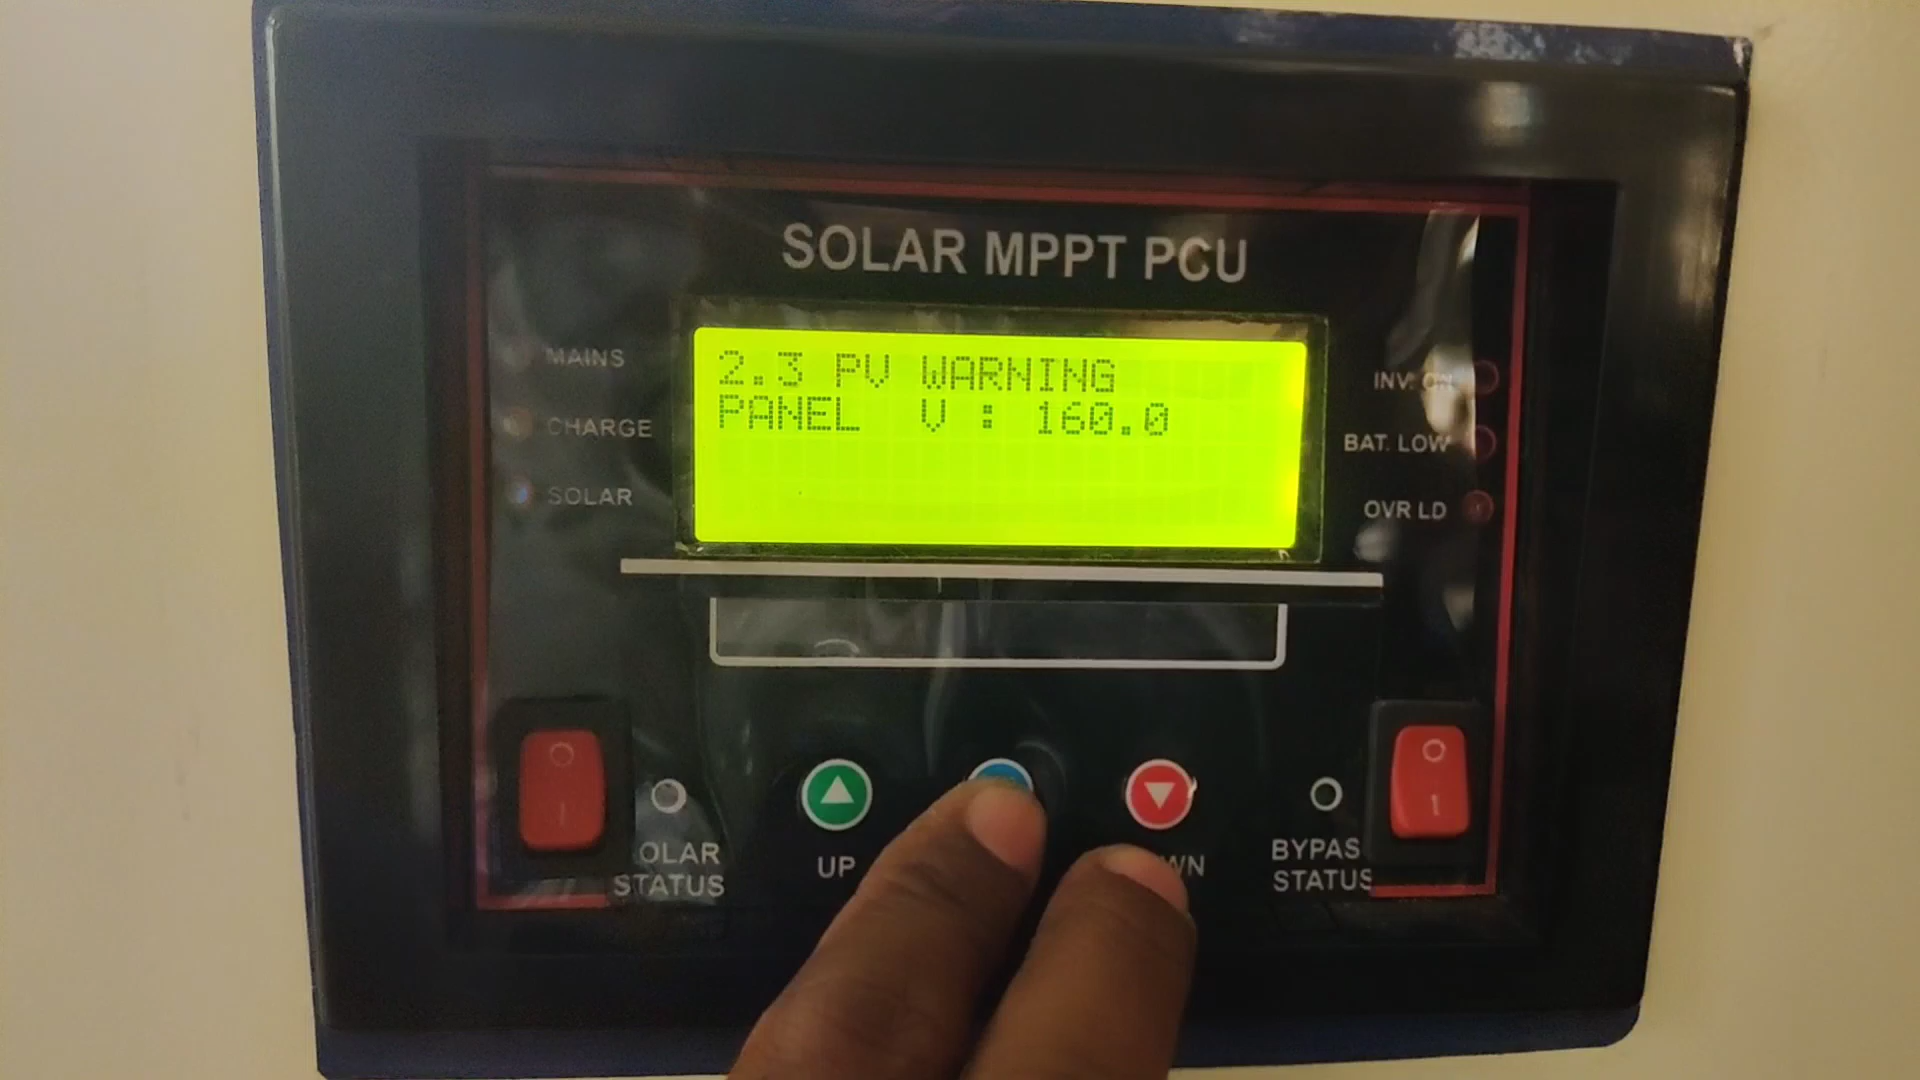 SOLAR MPPT PCU
2.3 PV WARNING
PANEL V : 160.0
MAINS
CHARGE
SOLAR
INV. ON
BAT. LOW
OVR LD
OLAR
STATUS
UP
WN
BYPAS
STATUS